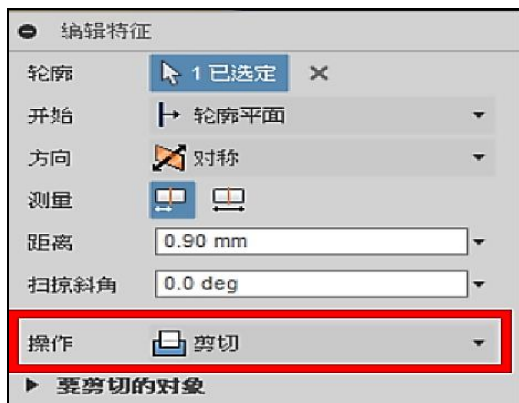 编辑特征
轮廓 1 已选定
开始 轮廓平面
方向 对称
测量
距离 0.90 mm
扫掠斜角 0.0 deg
操作 剪切
要剪切的对象